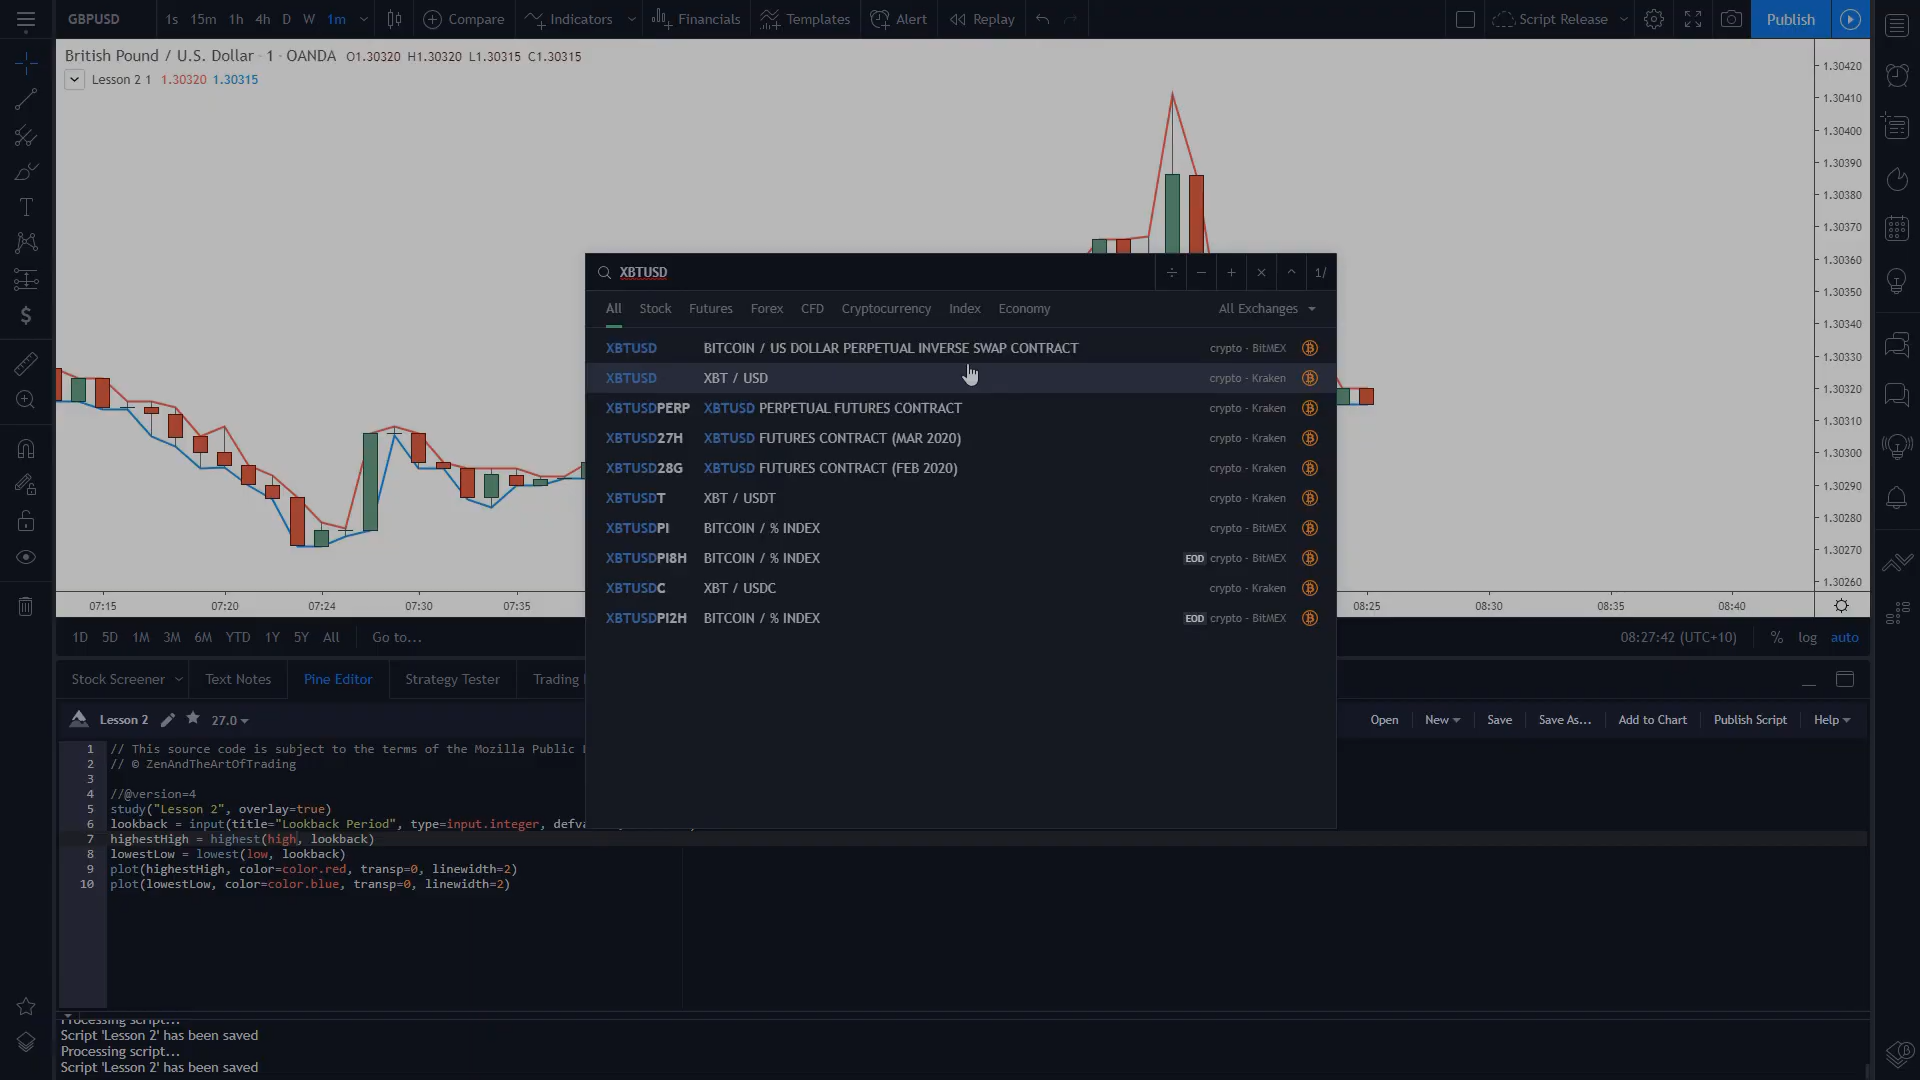 GBPUSD 1s 15m 1h 4h D W 1m Compare Indicators Financials Templates Alert Replay Script Release Publish
British Pound / U.S. Dollar · 1 · OANDA O1.30320 H1.30320 L1.30315 C1.30315
Lesson 2 1 1.30320 1.30315
1.30420
1.30410
1.30400
1.30390
1.30380
1.30370
1.30360
1.30350
1.30340
1.30330
1.30320
1.30310
1.30300
1.30290
1.30280
1.30270
1.30260
XBTUSD ÷ − + × ^ 1/
All Stock Futures Forex CFD Cryptocurrency Index Economy All Exchanges
XBTUSD BITCOIN / US DOLLAR PERPETUAL INVERSE SWAP CONTRACT crypto - BitMEX
XBTUSD XBT / USD crypto - Kraken
XBTUSDPERP XBTUSD PERPETUAL FUTURES CONTRACT crypto - Kraken
XBTUSD27H XBTUSD FUTURES CONTRACT (MAR 2020) crypto - Kraken
XBTUSD28G XBTUSD FUTURES CONTRACT (FEB 2020) crypto - Kraken
XBTUSDT XBT / USDT crypto - Kraken
XBTUSDPI BITCOIN / % INDEX crypto - BitMEX
XBTUSDPI8H BITCOIN / % INDEX EOD crypto - BitMEX
XBTUSDC XBT / USDC crypto - Kraken
XBTUSDPI2H BITCOIN / % INDEX EOD crypto - BitMEX
07:15 07:20 07:24 07:30 07:35 08:25 08:30 08:35 08:40
1D 5D 1M 3M 6M YTD 1Y 5Y All Go to... 08:27:42 (UTC+10) % log auto
Stock Screener Text Notes Pine Editor Strategy Tester Trading
Lesson 2 27.0 Open New Save Save As... Add to Chart Publish Script Help
1 // This source code is subject to the terms of the Mozilla Public
2 // © ZenAndTheArtOfTrading
3
4 //@version=4
5 study("Lesson 2", overlay=true)
6 lookback = input(title="Lookback Period", type=input.integer,
7 highestHigh = highest(high, lookback)
8 lowestLow = lowest(low, lookback)
9 plot(highestHigh, color=color.red, transp=0, linewidth=2)
10 plot(lowestLow, color=color.blue, transp=0, linewidth=2)
Processing script...
Script 'Lesson 2' has been saved
Processing script...
Script 'Lesson 2' has been saved